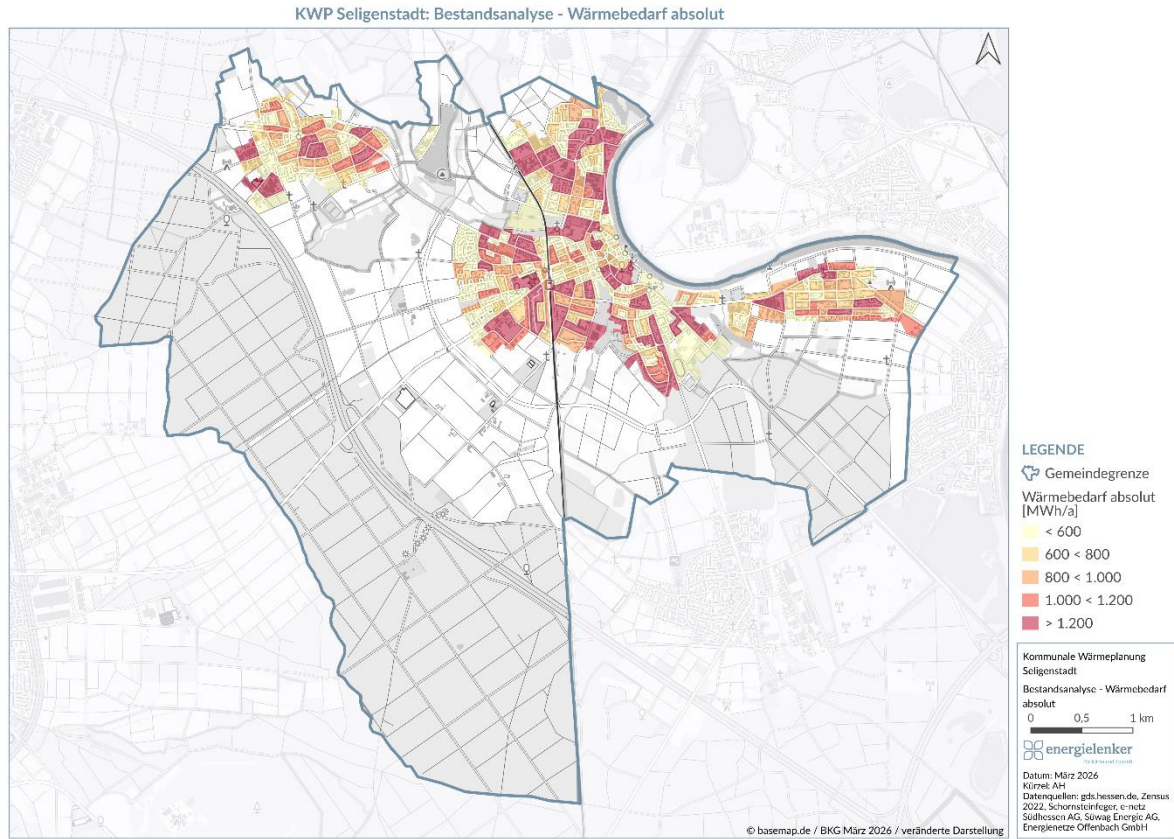 KWP Seligenstadt: Bestandsanalyse - Wärmebedarf absolut
LEGENDE
Gemeindegrenze
Wärmebedarf absolut
[MWh/a]
< 600
600 < 800
800 < 1.000
1.000 < 1.200
> 1.200
Kommunale Wärmeplanung
Seligenstadt
Bestandsanalyse - Wärmebedarf
absolut
0 0,5 1 km
energielenker
Datum: März 2026
Kürzel: AH
Datenquellen: gds.hessen.de, Zensus
2022, Schornsteinfeger, e-netz
Südhessen AG, Süwag Energie AG,
Energienetze Offenbach GmbH
© basemap.de / BKG März 2026 / veränderte Darstellung